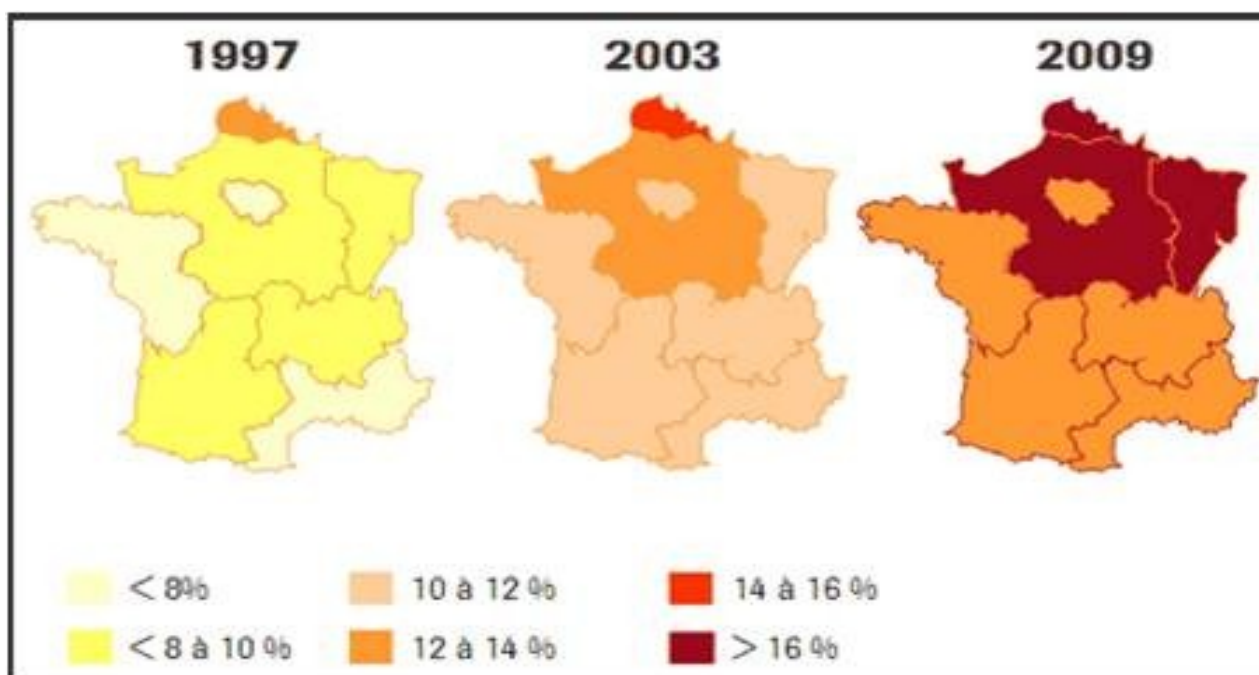 1997 2003 2009
< 8% 10 à 12 % 14 à 16 %
< 8 à 10 % 12 à 14 % > 16 %